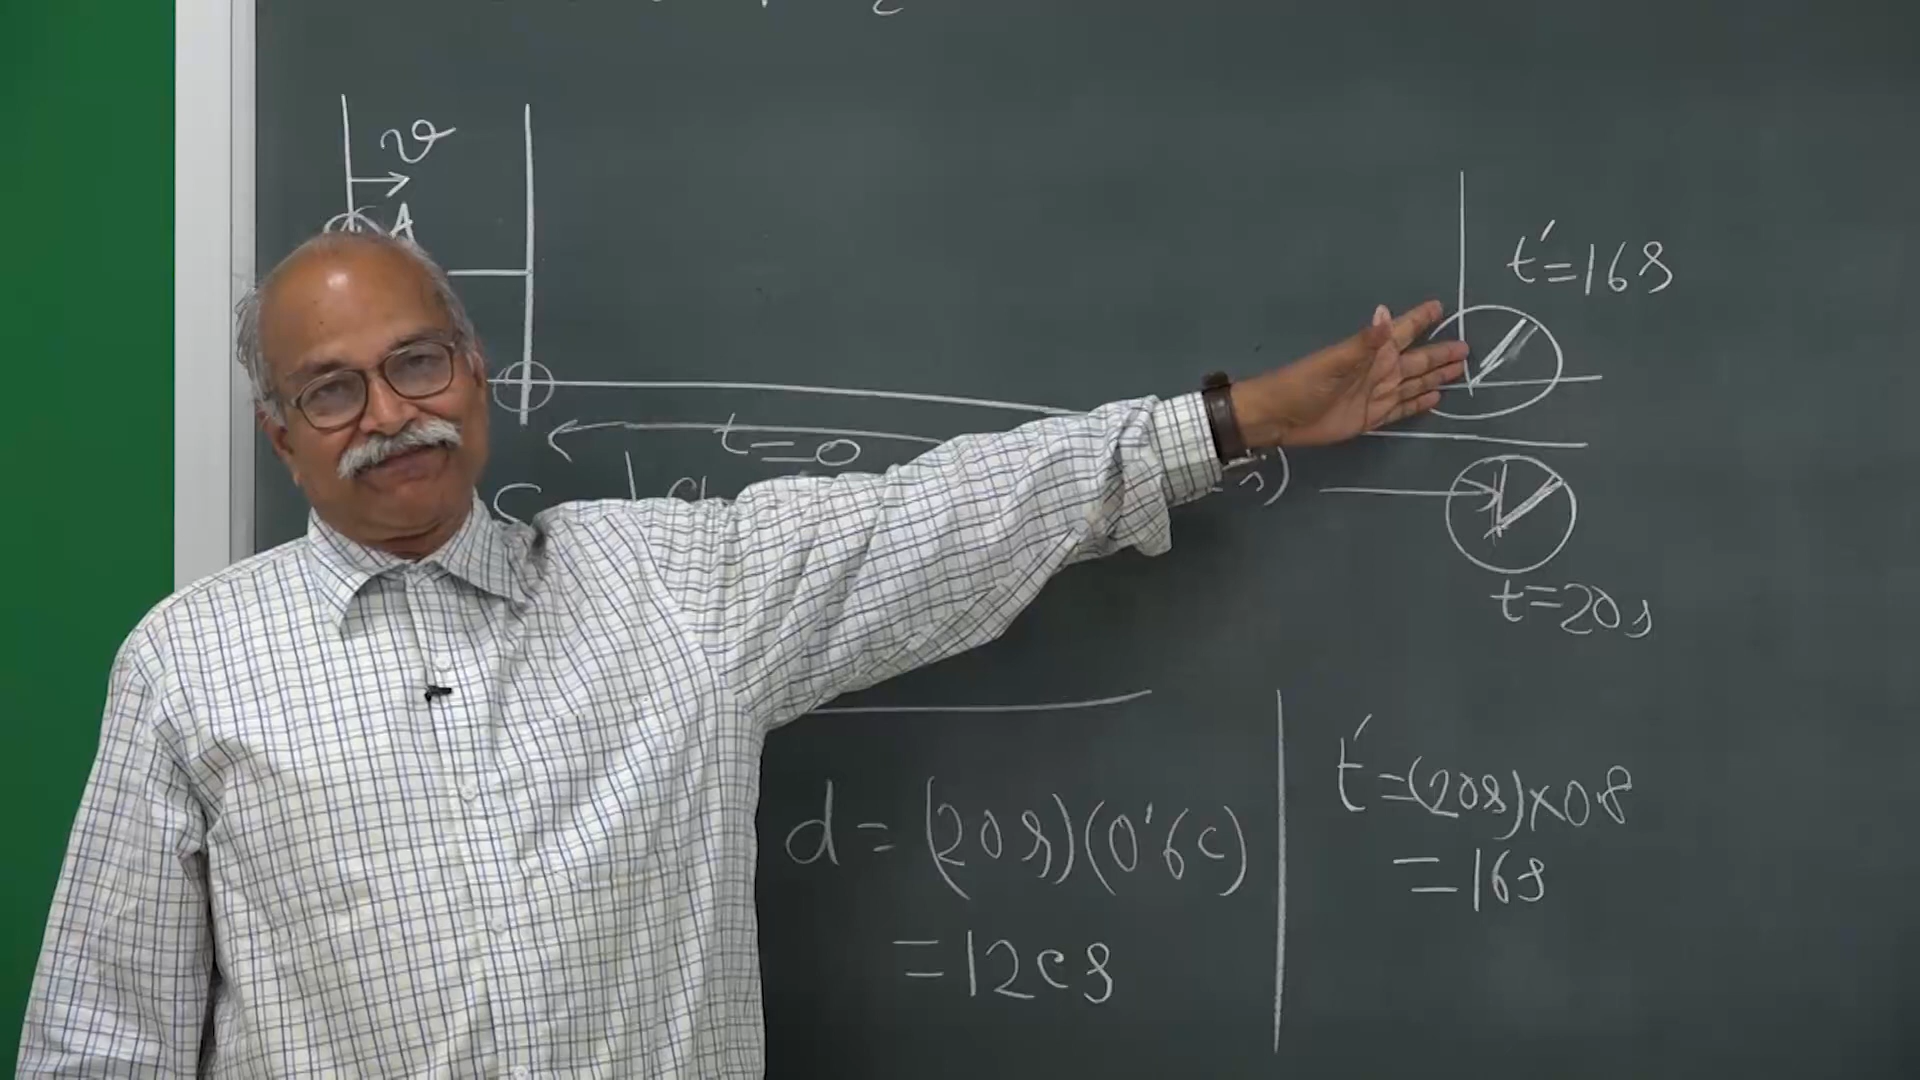 v
A
t′=16s
t=0
S
s)
t=20s
d=(20s)(0.6c)
=12cs
t′=(20s)×0.8
=16s